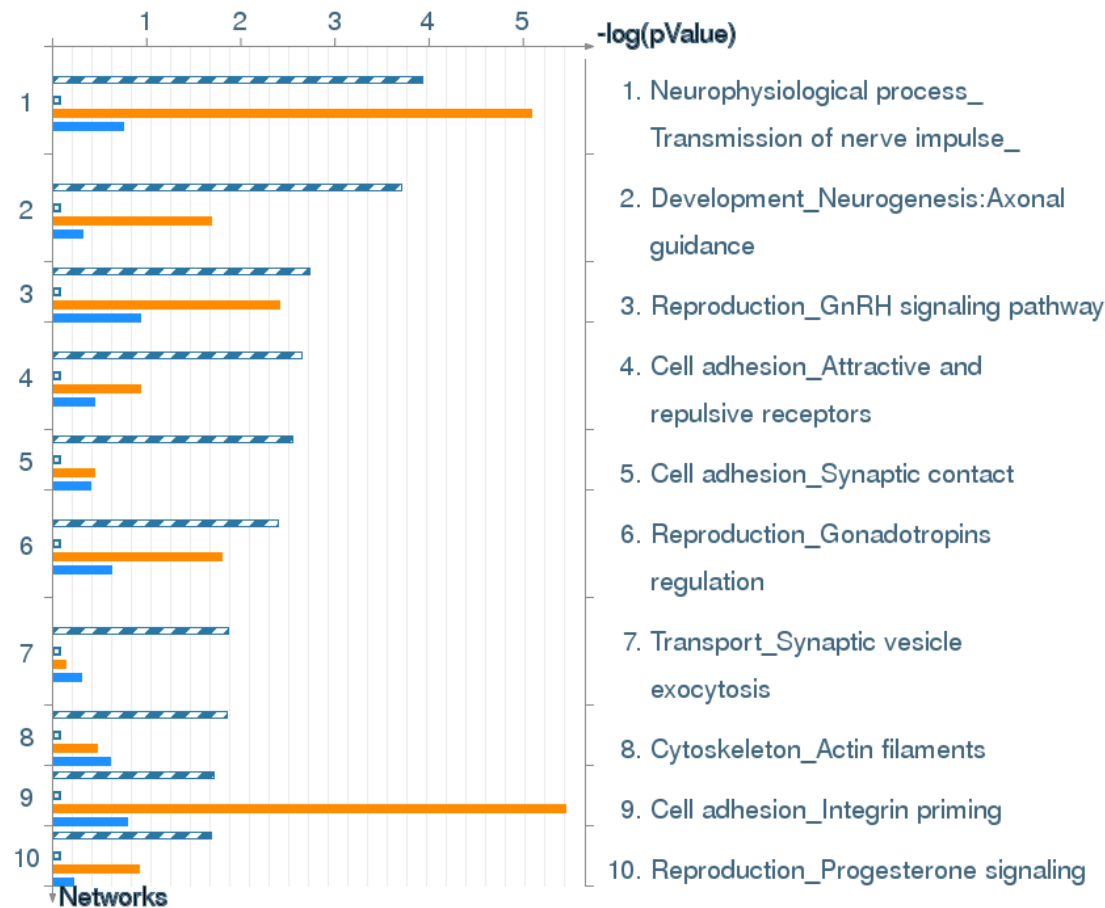 1 2 3 4 5
-log(pValue)
1
1. Neurophysiological process_
Transmission of nerve impulse_
2
2. Development_Neurogenesis:Axonal
guidance
3
3. Reproduction_GnRH signaling pathway
4
4. Cell adhesion_Attractive and
repulsive receptors
5
5. Cell adhesion_Synaptic contact
6
6. Reproduction_Gonadotropins
regulation
7
7. Transport_Synaptic vesicle
exocytosis
8
8. Cytoskeleton_Actin filaments
9
9. Cell adhesion_Integrin priming
10
10. Reproduction_Progesterone signaling
Networks